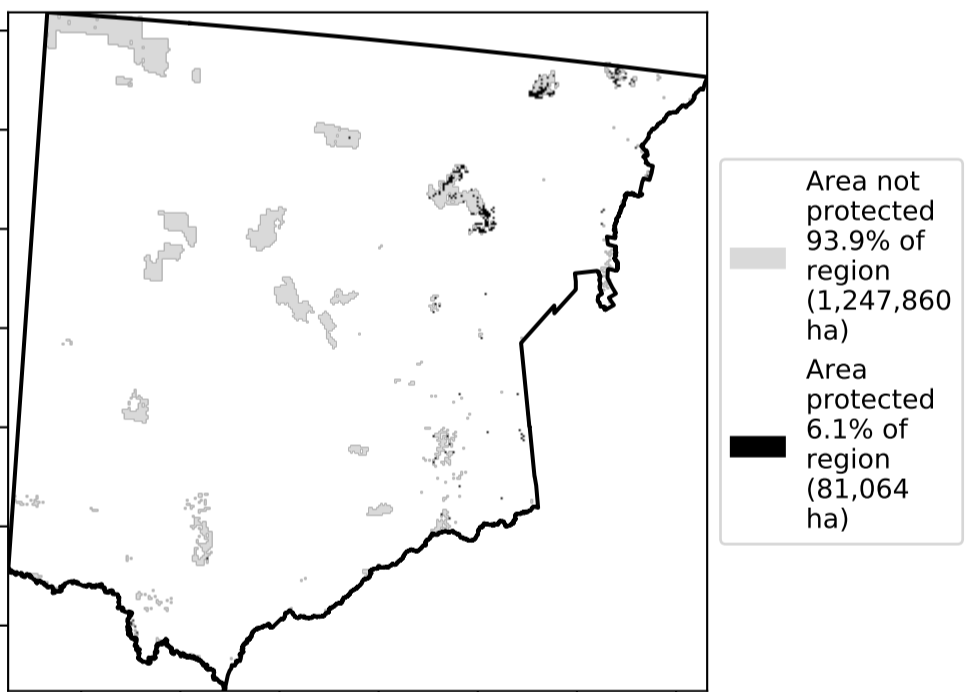 Area not
protected
93.9% of
region
(1,247,860
ha)
Area
protected
6.1% of
region
(81,064
ha)